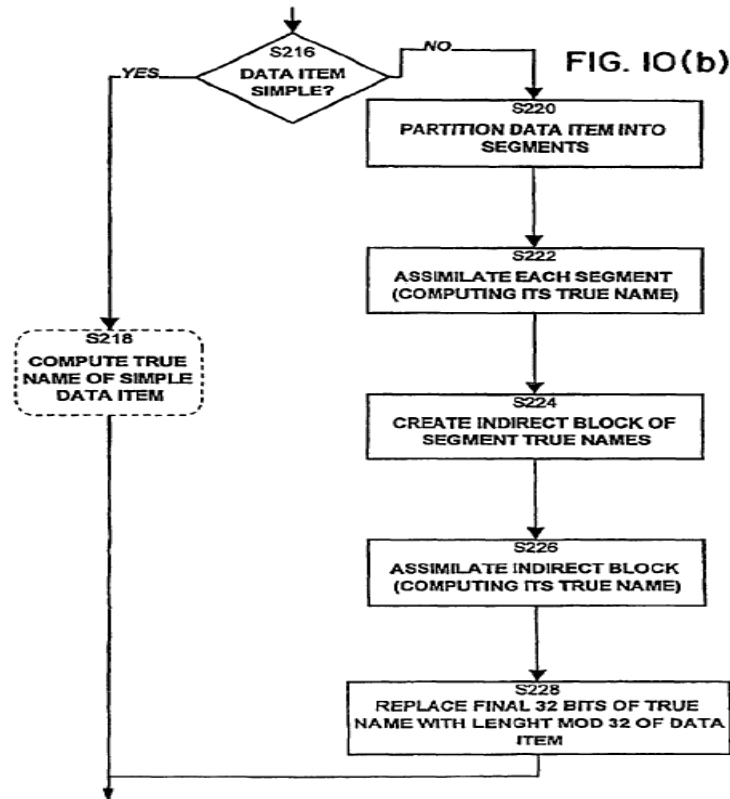 S216
DATA ITEM
SIMPLE?
YES
NO
FIG. 10(b)
S220
PARTITION DATA ITEM INTO
SEGMENTS
S222
ASSIMILATE EACH SEGMENT
(COMPUTING ITS TRUE NAME)
S218
COMPUTE TRUE
NAME OF SIMPLE
DATA ITEM
S224
CREATE INDIRECT BLOCK OF
SEGMENT TRUE NAMES
S226
ASSIMILATE INDIRECT BLOCK
(COMPUTING ITS TRUE NAME)
S228
REPLACE FINAL 32 BITS OF TRUE
NAME WITH LENGHT MOD 32 OF DATA
ITEM